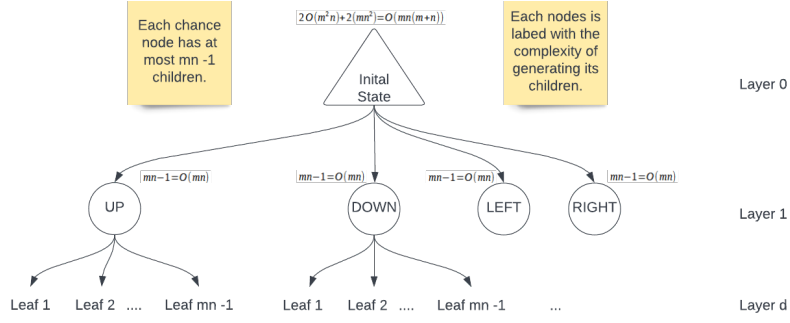 2O(m²n)+2(mn²)=O(mn(m+n))
Each chance
node has at
most mn -1
children.
Each nodes is
labed with the
complexity of
generating its
children.
Inital
State
Layer 0
mn−1=O(mn)
mn−1=O(mn)
mn−1=O(mn)
mn−1=O(mn)
UP
DOWN
LEFT
RIGHT
Layer 1
Leaf 1
Leaf 2
....
Leaf mn -1
Leaf 1
Leaf 2
....
Leaf mn -1
...
Layer d